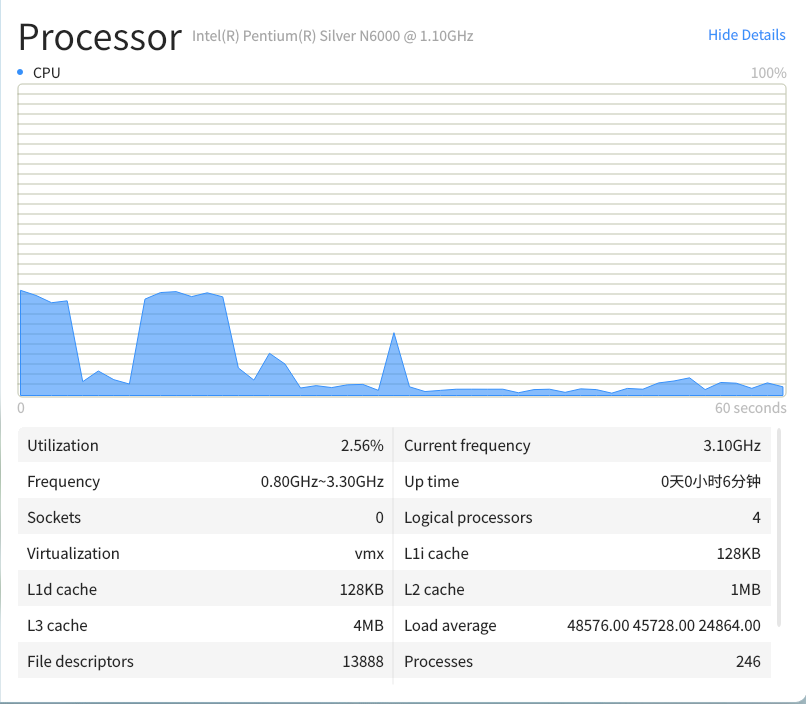 Processor Intel(R) Pentium(R) Silver N6000 @ 1.10GHz Hide Details
CPU 100%
0 60 seconds
Utilization 2.56% Current frequency 3.10GHz
Frequency 0.80GHz~3.30GHz Up time 0天0小时6分钟
Sockets 0 Logical processors 4
Virtualization vmx L1i cache 128KB
L1d cache 128KB L2 cache 1MB
L3 cache 4MB Load average 48576.00 45728.00 24864.00
File descriptors 13888 Processes 246